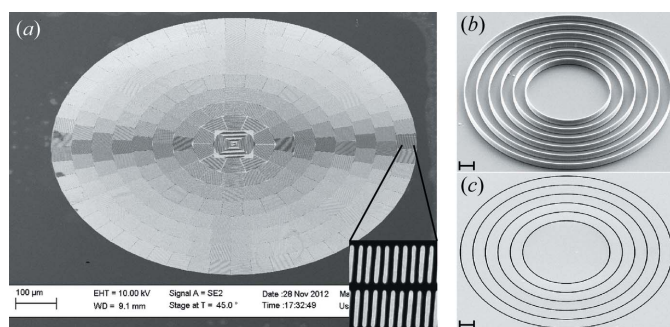 (a)
(b)
(c)
100 µm
EHT = 10.00 kV
Signal A = SE2
Date :28 Nov 2012
WD = 9.1 mm
Stage at T = 45.0 °
Time :17:32:49